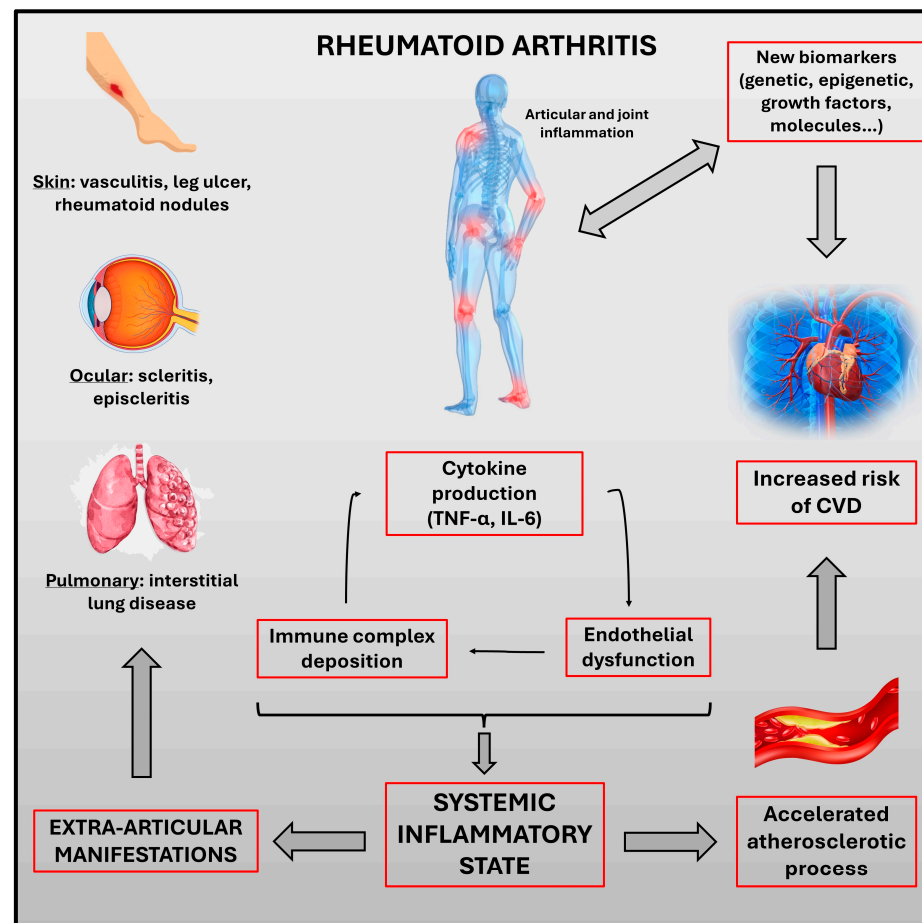 RHEUMATOID ARTHRITIS
New biomarkers
(genetic, epigenetic,
growth factors,
molecules...)
Articular and joint
inflammation
Skin: vasculitis, leg ulcer,
rheumatoid nodules
Ocular: scleritis,
episcleritis
Pulmonary: interstitial
lung disease
Cytokine
production
(TNF-α, IL-6)
Increased risk
of CVD
Immune complex
deposition
Endothelial
dysfunction
EXTRA-ARTICULAR
MANIFESTATIONS
SYSTEMIC
INFLAMMATORY
STATE
Accelerated
atherosclerotic
process